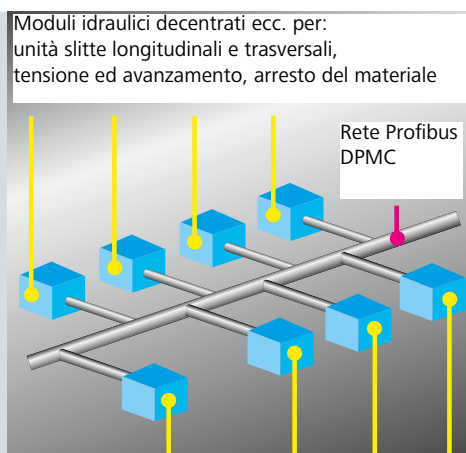 Moduli idraulici decentrati ecc. per:
unità slitte longitudinali e trasversali,
tensione ed avanzamento, arresto del materiale
Rete Profibus
DPMC